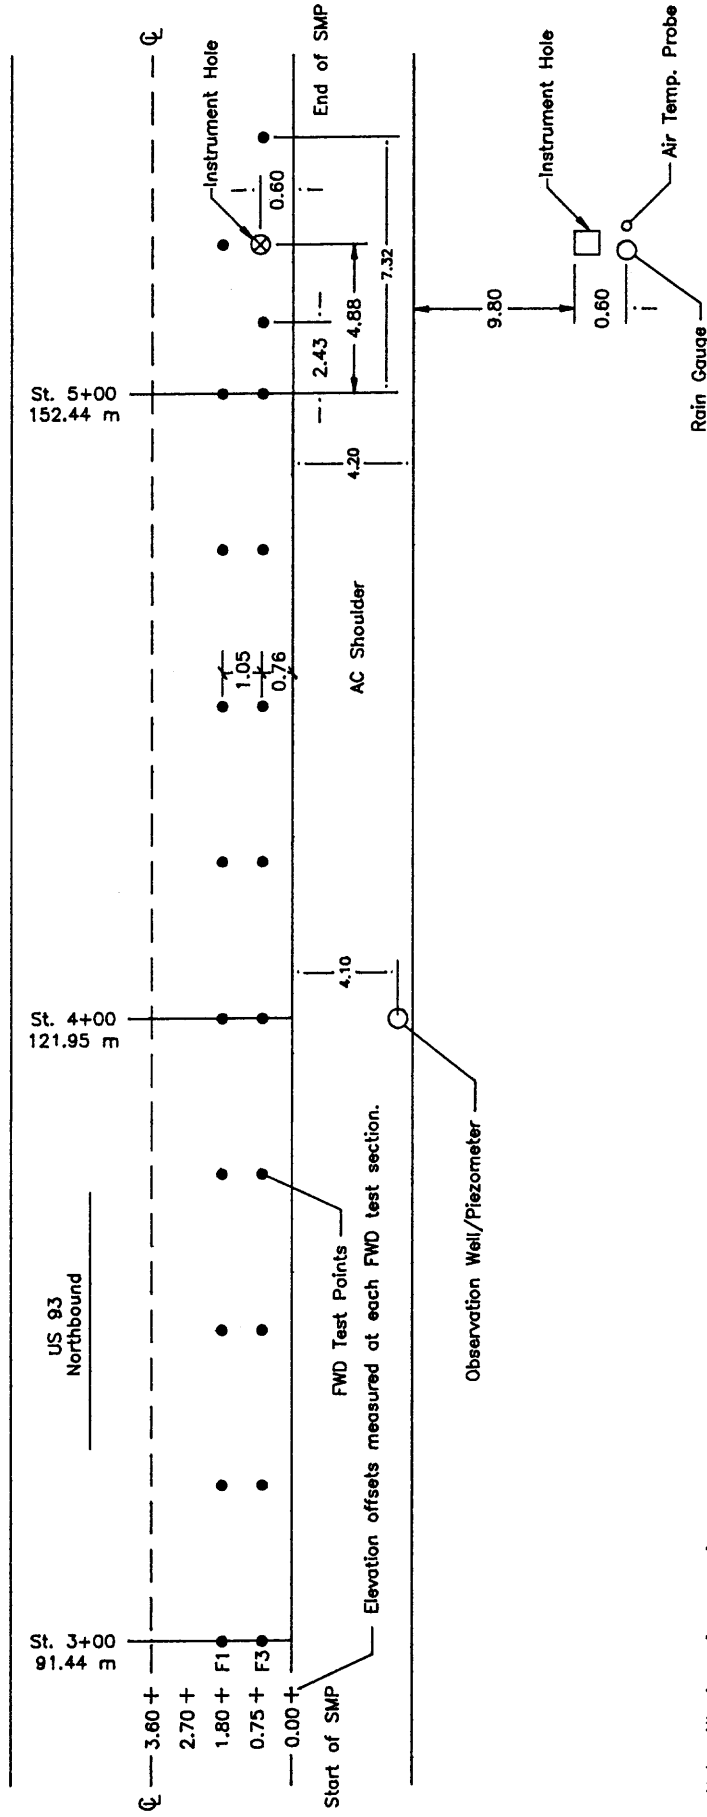 ℄
End of SMP
Instrument Hole
0.60
7.32
4.88
2.43
St. 5+00
152.44 m
Instrument Hole
Air Temp. Probe
9.80
0.60
Rain Gauge
4.20
AC Shoulder
1.05
0.76
4.10
St. 4+00
121.95 m
Observation Well/Piezometer
US 93
Northbound
FWD Test Points
Elevation offsets measured at each FWD test section.
St. 3+00
91.44 m
F1
F3
℄
3.60
2.70
1.80
0.75
0.00
Start of SMP